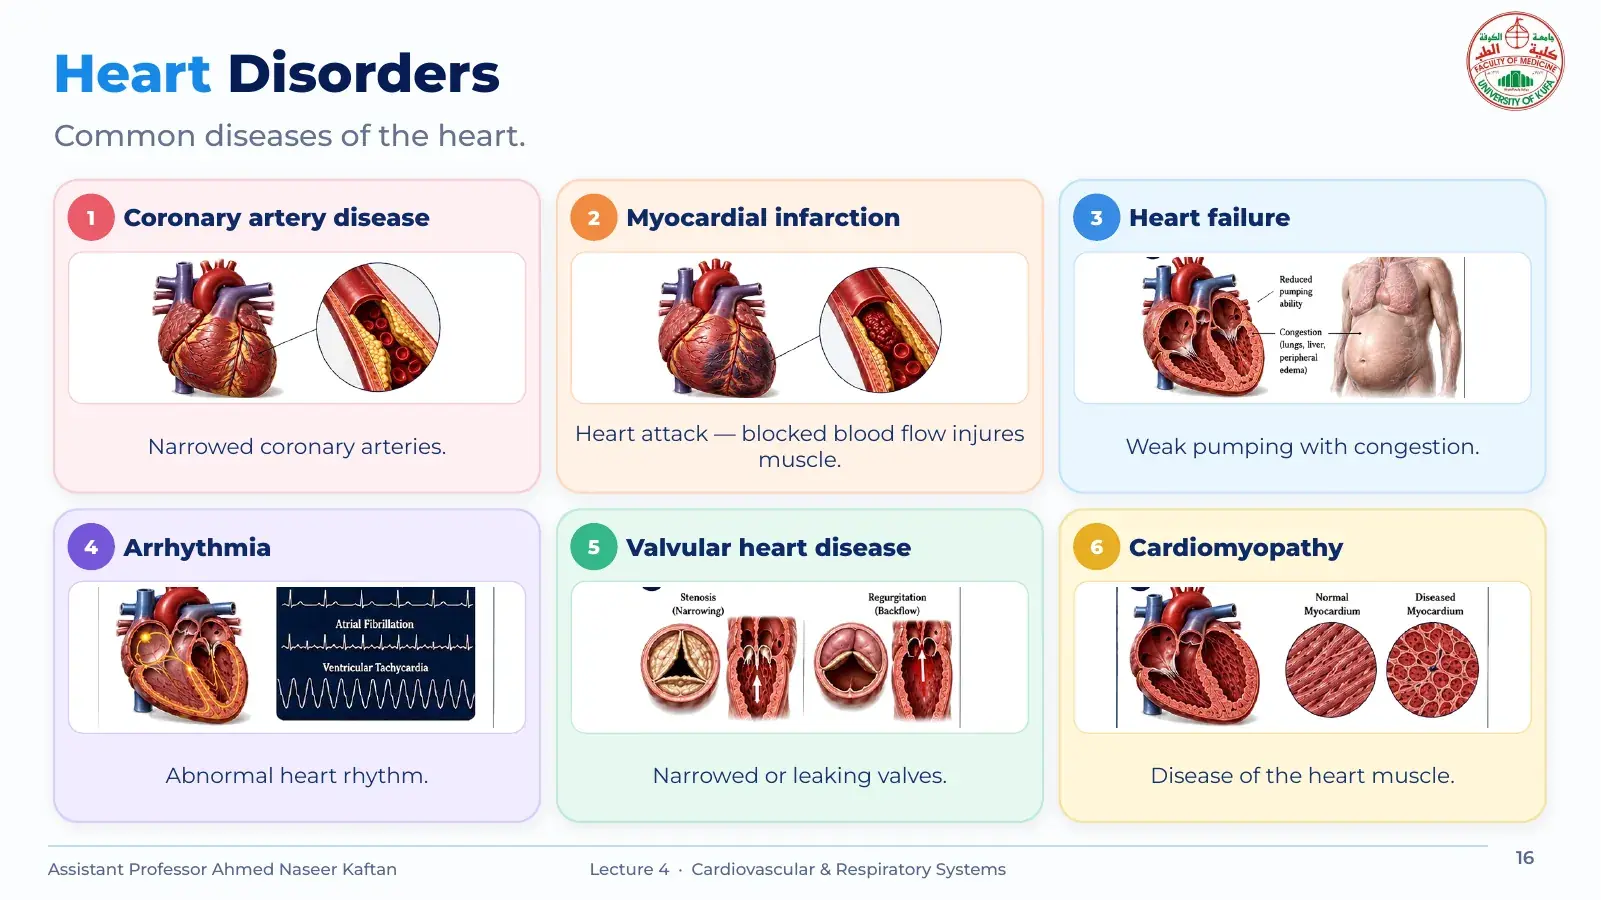 Heart Disorders
Common diseases of the heart.
جامعة الكوفة
كلية الطب
FACULTY OF MEDICINE
UNIVERSITY OF KUFA
1 Coronary artery disease
Narrowed coronary arteries.
2 Myocardial infarction
Heart attack — blocked blood flow injures
muscle.
3 Heart failure
Reduced
pumping
ability
Congestion
(lungs, liver,
peripheral
edema)
Weak pumping with congestion.
4 Arrhythmia
Atrial Fibrillation
Ventricular Tachycardia
Abnormal heart rhythm.
5 Valvular heart disease
Stenosis
(Narrowing)
Regurgitation
(Backflow)
Narrowed or leaking valves.
6 Cardiomyopathy
Normal
Myocardium
Diseased
Myocardium
Disease of the heart muscle.
Assistant Professor Ahmed Naseer Kaftan
Lecture 4 · Cardiovascular & Respiratory Systems
16